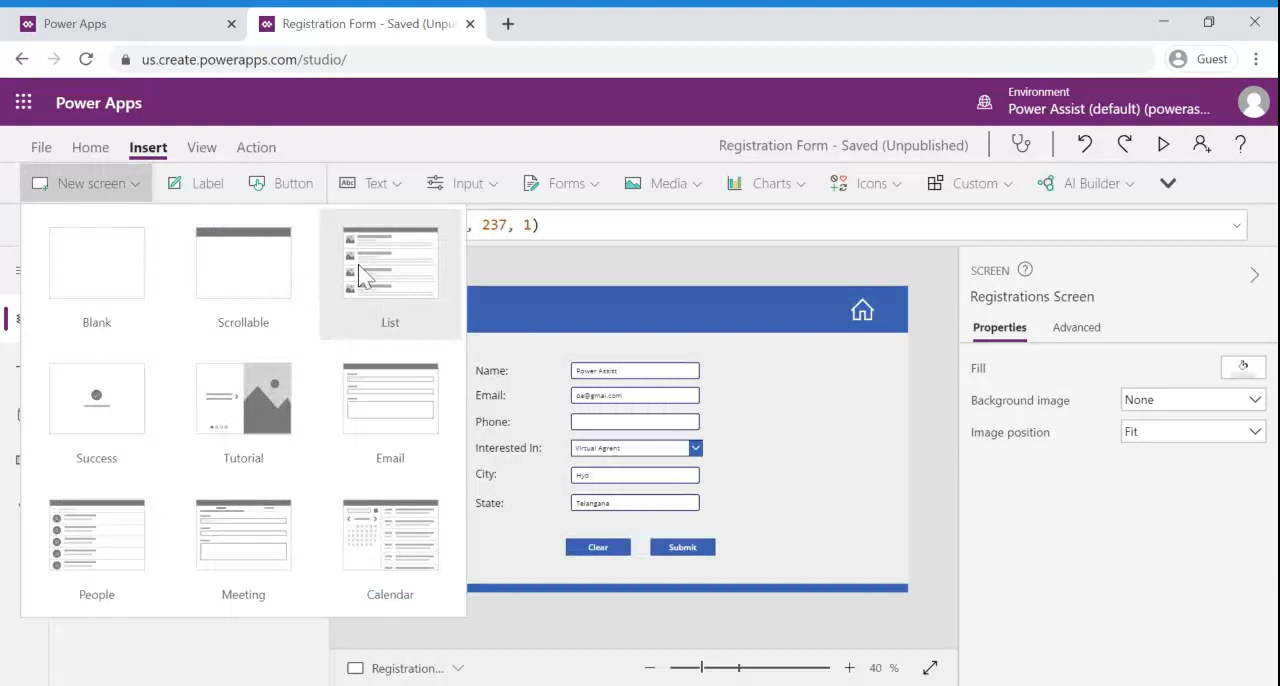 Power Apps
Registration Form - Saved (Unpu
us.create.powerapps.com/studio/
Guest
Power Apps
Environment
Power Assist (default) (poweras...
File Home Insert View Action
Registration Form - Saved (Unpublished)
New screen Label Button Text Input Forms Media Charts Icons Custom AI Builder
Abc
, 237, 1)
Blank Scrollable List
Success Tutorial Email
People Meeting Calendar
Name: Power Assist
Email: pa@gmai.com
Phone:
Interested In: Virtual Agrent
City: Hyd
State: Telangana
Clear Submit
SCREEN
Registrations Screen
Properties Advanced
Fill
Background image None
Image position Fit
Registration... 40 %